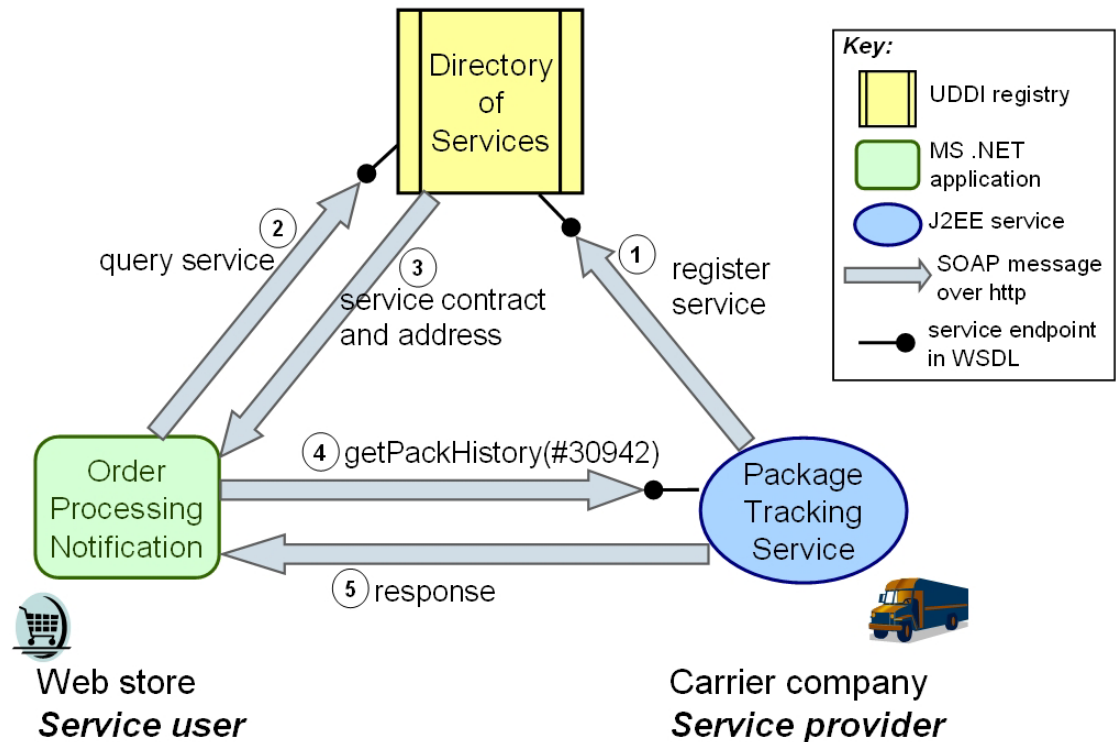 Directory
of
Services
Key:
UDDI registry
MS .NET
application
J2EE service
SOAP message
over http
service endpoint
in WSDL
2
query service
3
service contract
and address
1
register
service
4 getPackHistory(#30942)
Order
Processing
Notification
Package
Tracking
Service
5 response
Web store
Service user
Carrier company
Service provider